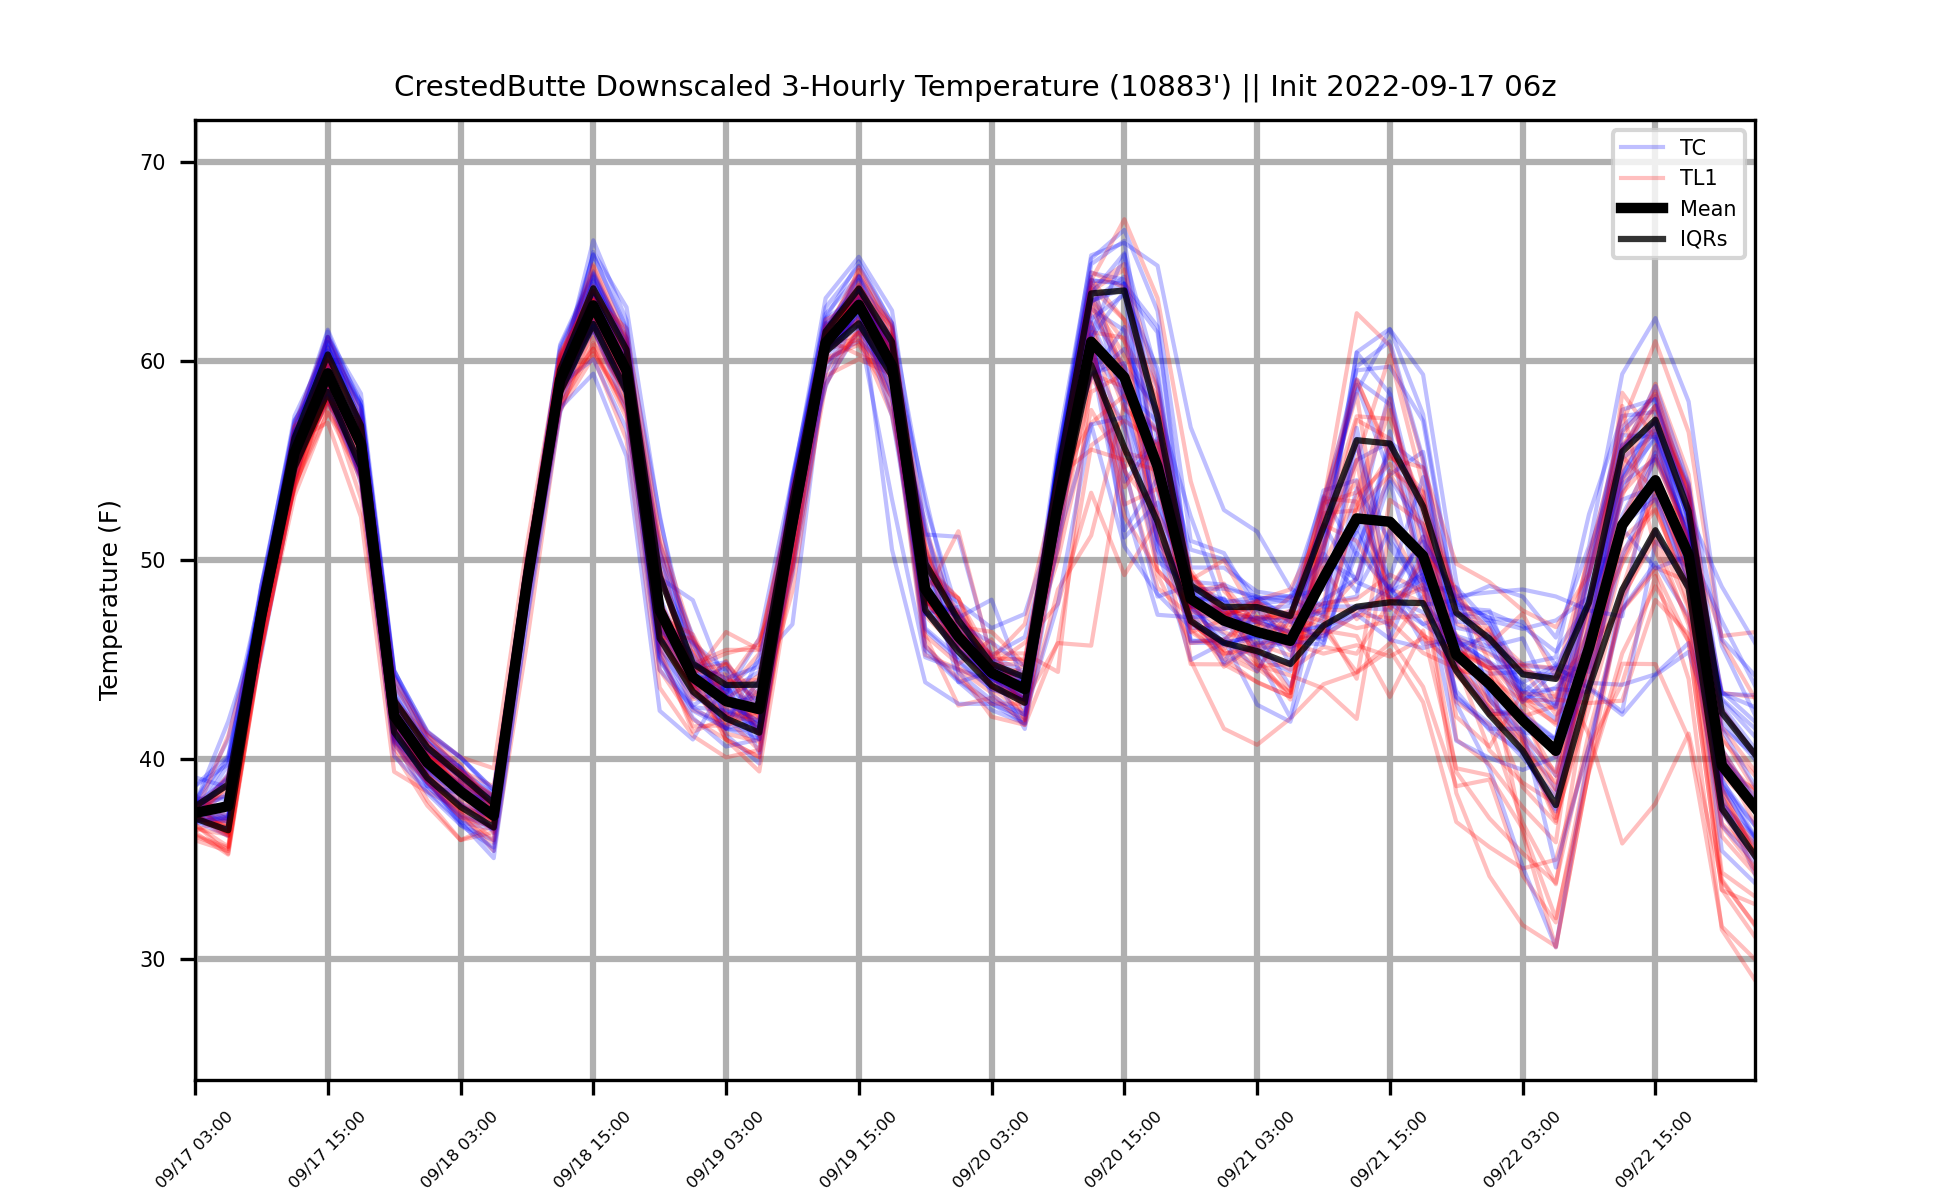 CrestedButte Downscaled 3-Hourly Temperature (10883') || Init 2022-09-17 06z
TC
TL1
Mean
IQRs
Temperature (F)
70
60
50
40
30
09/17 03:00
09/17 15:00
09/18 03:00
09/18 15:00
09/19 03:00
09/19 15:00
09/20 03:00
09/20 15:00
09/21 03:00
09/21 15:00
09/22 03:00
09/22 15:00